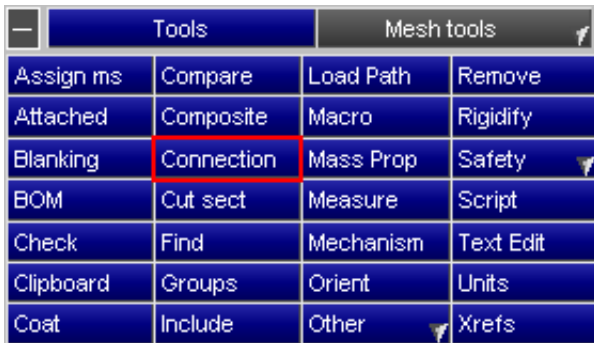 Tools Mesh tools
Assign ms Compare Load Path Remove
Attached Composite Macro Rigidify
Blanking Connection Mass Prop Safety
BOM Cut sect Measure Script
Check Find Mechanism Text Edit
Clipboard Groups Orient Units
Coat Include Other Xrefs